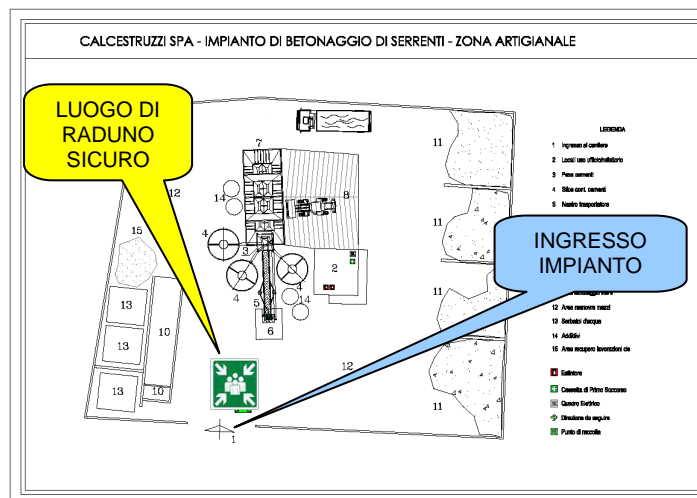 CALCESTRUZZI SPA - IMPIANTO DI BETONAGGIO DI SERRENTI - ZONA ARTIGIANALE
LUOGO DI
RADUNO
SICURO
INGRESSO
IMPIANTO
LEGENDA
1 Ingresso al cantiere
2 Locali uso ufficio/refettorio
3 Pesa cementi
4 Silos cont. cementi
5 Nastro trasportatore
12 Area manovra mezzi
13 Serbatoi d'acqua
14 Additivi
15 Area recupero lavorazioni cls
Estintore
Cassetta di Primo Soccorso
Quadro Elettrico
Direzione da seguire
Punto di raccolta
7
11
12
14
8
4
15
3
2
11
4
4
5
14
13
10
6
11
13
12
13
10
11
1